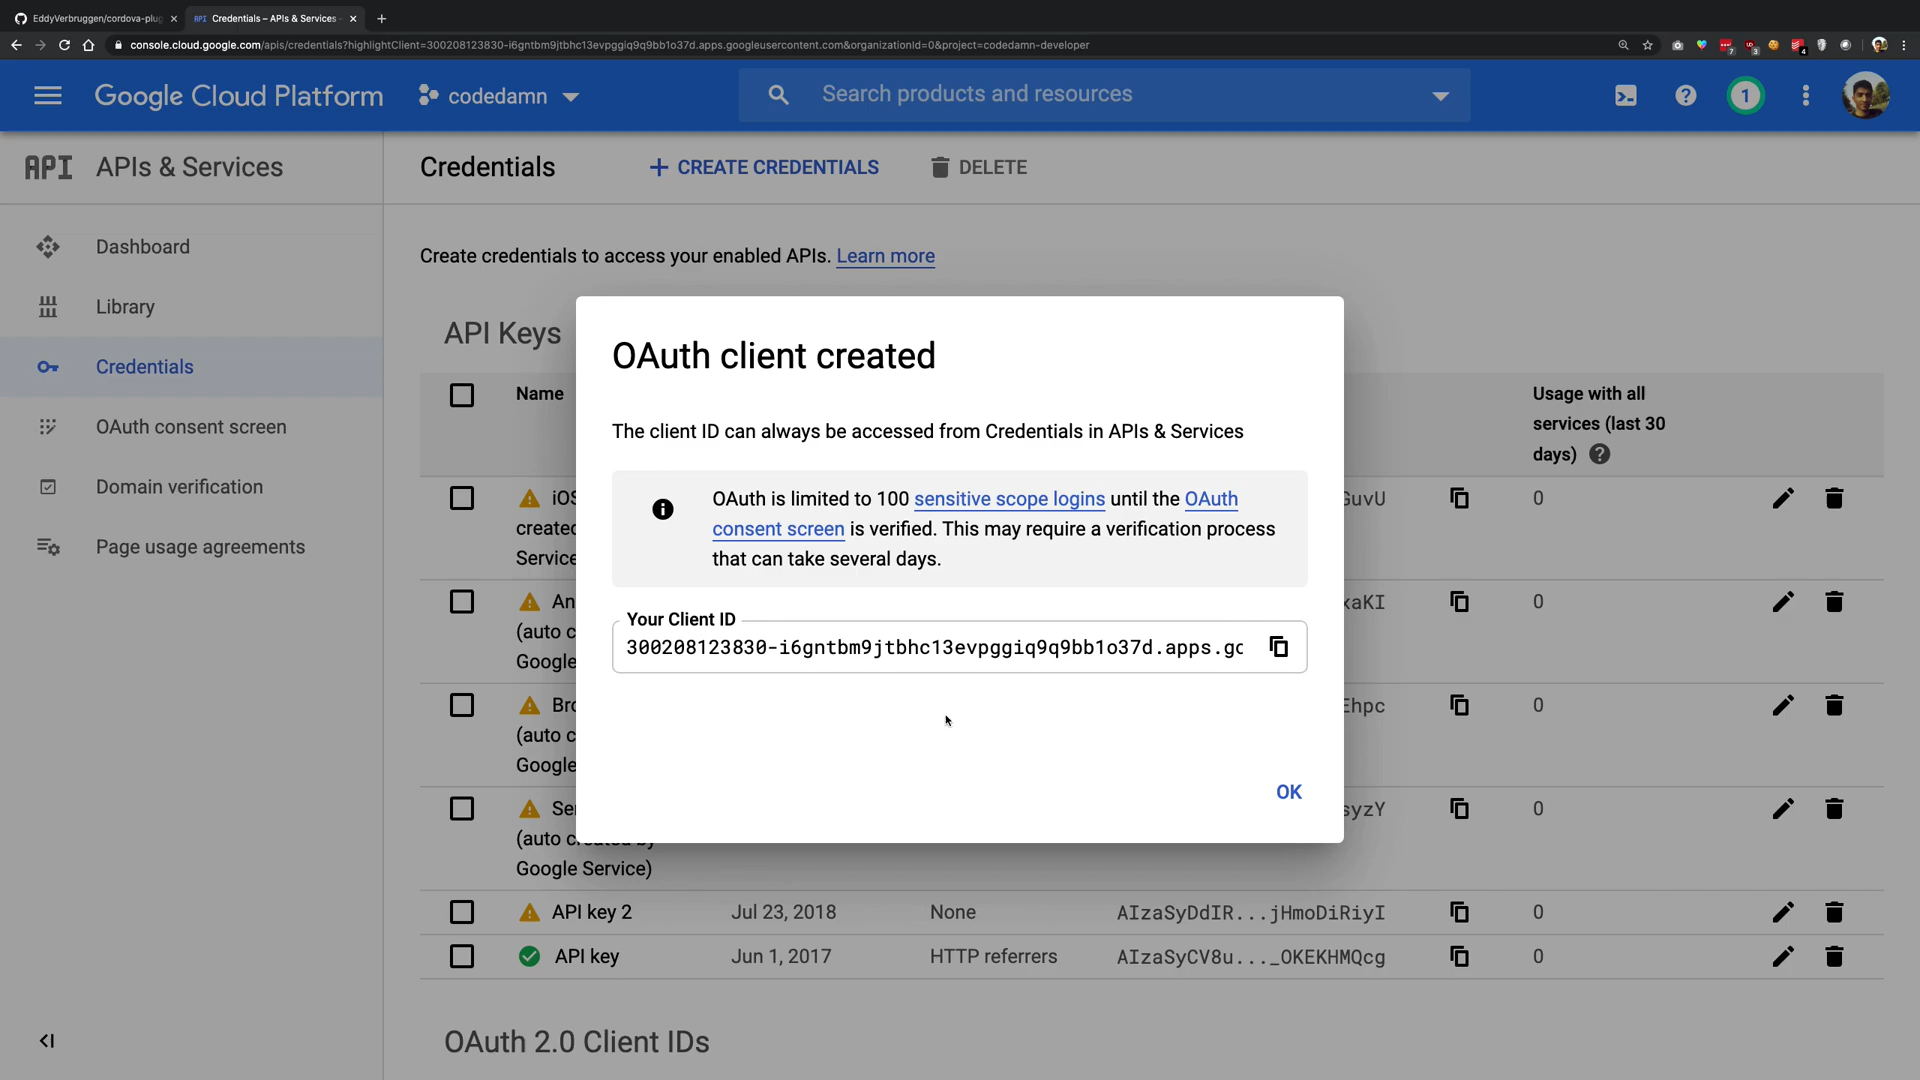 EddyVerbruggen/cordova-plug
API Credentials – APIs & Services -
console.cloud.google.com/apis/credentials?highlightClient=300208123830-i6gntbm9jtbhc13evpggiq9q9bb1o37d.apps.googleusercontent.com&organizationId=0&project=codedamn-developer
Google Cloud Platform
codedamn
Search products and resources
1
API APIs & Services
Credentials
CREATE CREDENTIALS
DELETE
Dashboard
Library
Credentials
OAuth consent screen
Domain verification
Page usage agreements
Create credentials to access your enabled APIs. Learn more
API Keys
Name
Usage with all
services (last 30
days)
iOS
GuvU
0
created
Service
An
xaKI
0
(auto c
Google
Bro
Ehpc
0
(auto c
Google
Ser
syzY
0
(auto created by
Google Service)
API key 2
Jul 23, 2018
None
AIzaSyDdIR...jHmoDiRiyI
0
API key
Jun 1, 2017
HTTP referrers
AIzaSyCV8u..._OKEKHMQcg
0
OAuth 2.0 Client IDs
OAuth client created
The client ID can always be accessed from Credentials in APIs & Services
OAuth is limited to 100 sensitive scope logins until the OAuth
consent screen is verified. This may require a verification process
that can take several days.
Your Client ID
300208123830-i6gntbm9jtbhc13evpggiq9q9bb1o37d.apps.gc
OK